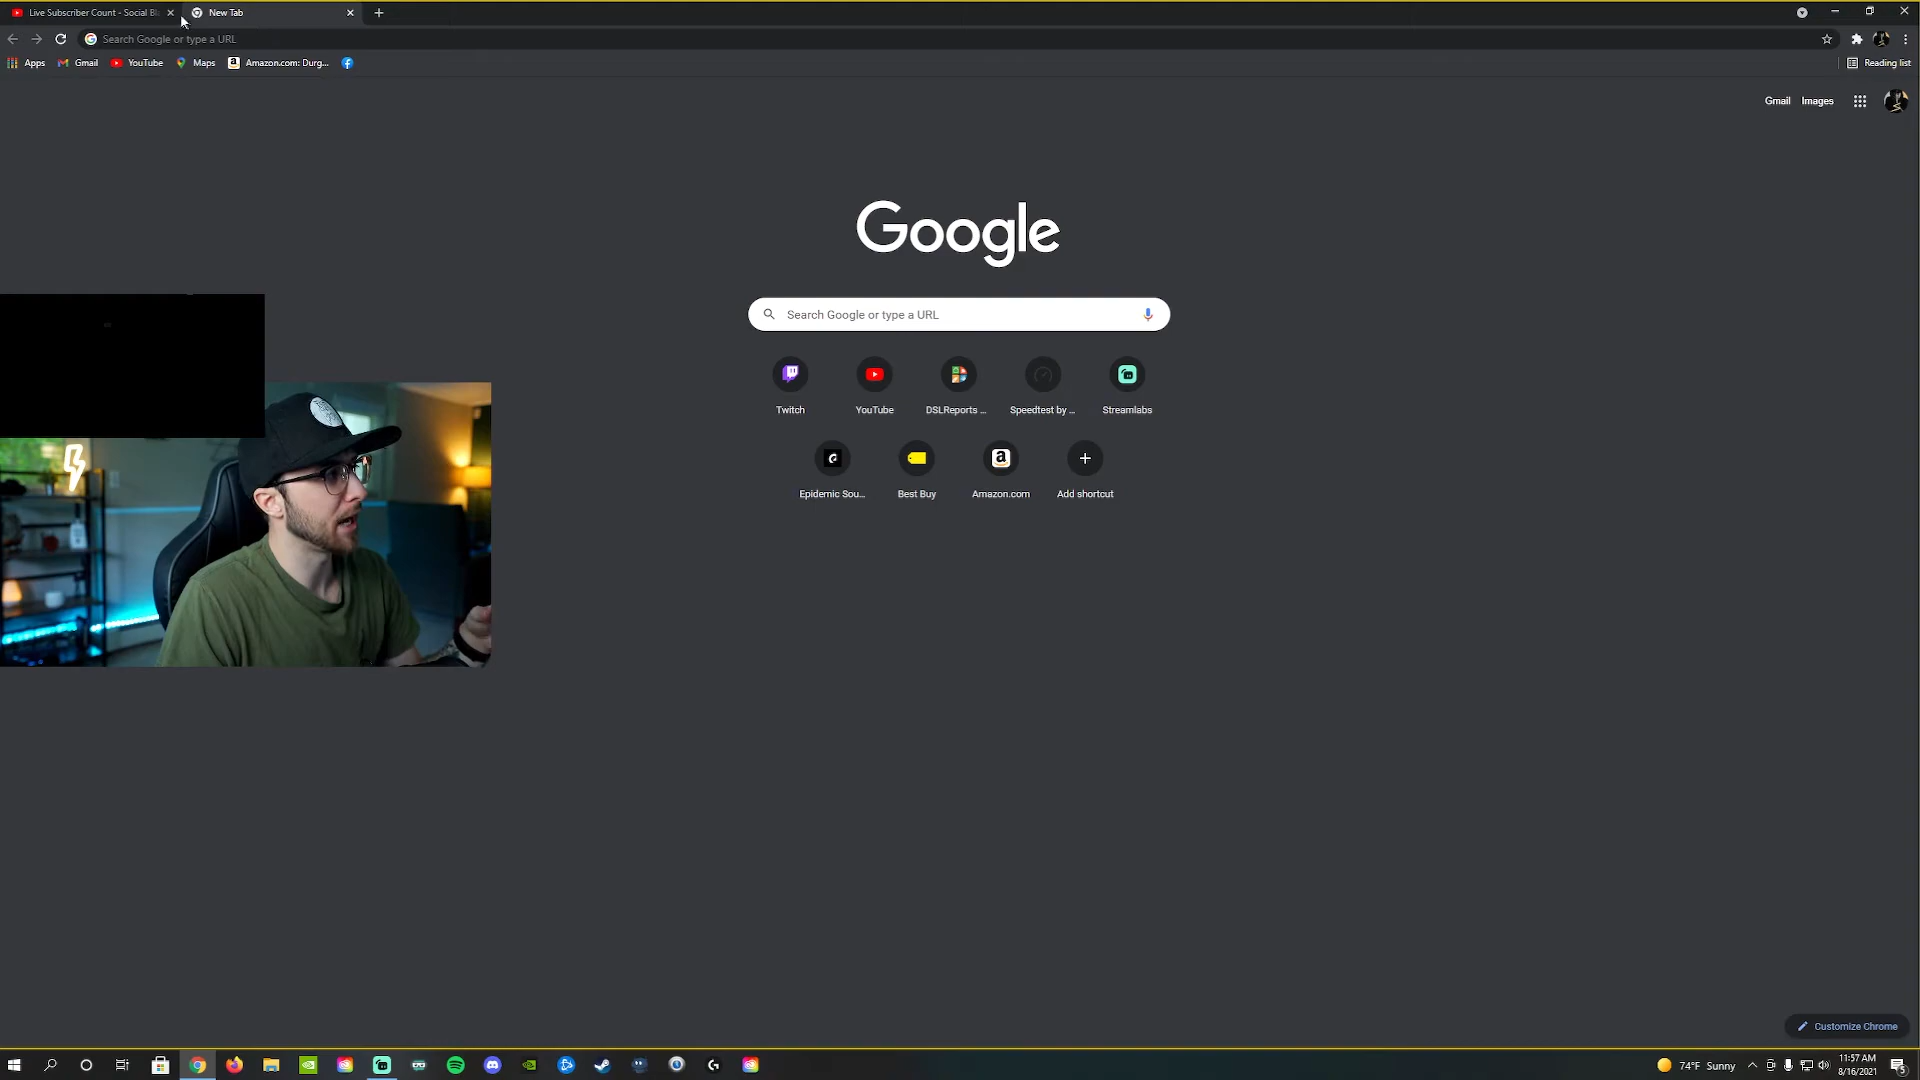 Live Subscriber Count - Social Bl
New Tab
Search Google or type a URL
Apps
Gmail
YouTube
Maps
Amazon.com: Durg...
Reading list
Gmail
Images
Google
Search Google or type a URL
Twitch
YouTube
DSLReports ...
Speedtest by ...
Streamlabs
Epidemic Sou...
Best Buy
Amazon.com
Add shortcut
Customize Chrome
74°F Sunny
11:57 AM
8/16/2021